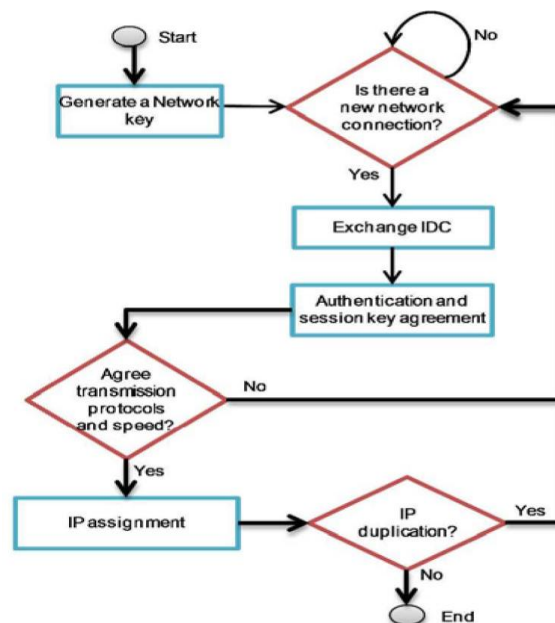 Start
Generate a Network
key
No
Is there a
new network
connection?
Yes
Exchange IDC
Authentication and
session key agreement
Agree
transmission
protocols
and speed?
No
Yes
IP assignment
IP
duplication?
Yes
No
End